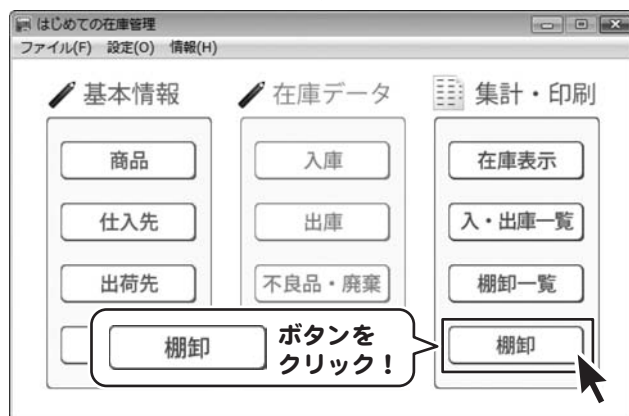 はじめての在庫管理
ファイル(F) 設定(O) 情報(H)
基本情報
商品
仕入先
出荷先
在庫データ
入庫
出庫
不良品・廃棄
集計・印刷
在庫表示
入・出庫一覧
棚卸一覧
棚卸
棚卸
ボタンを
クリック！